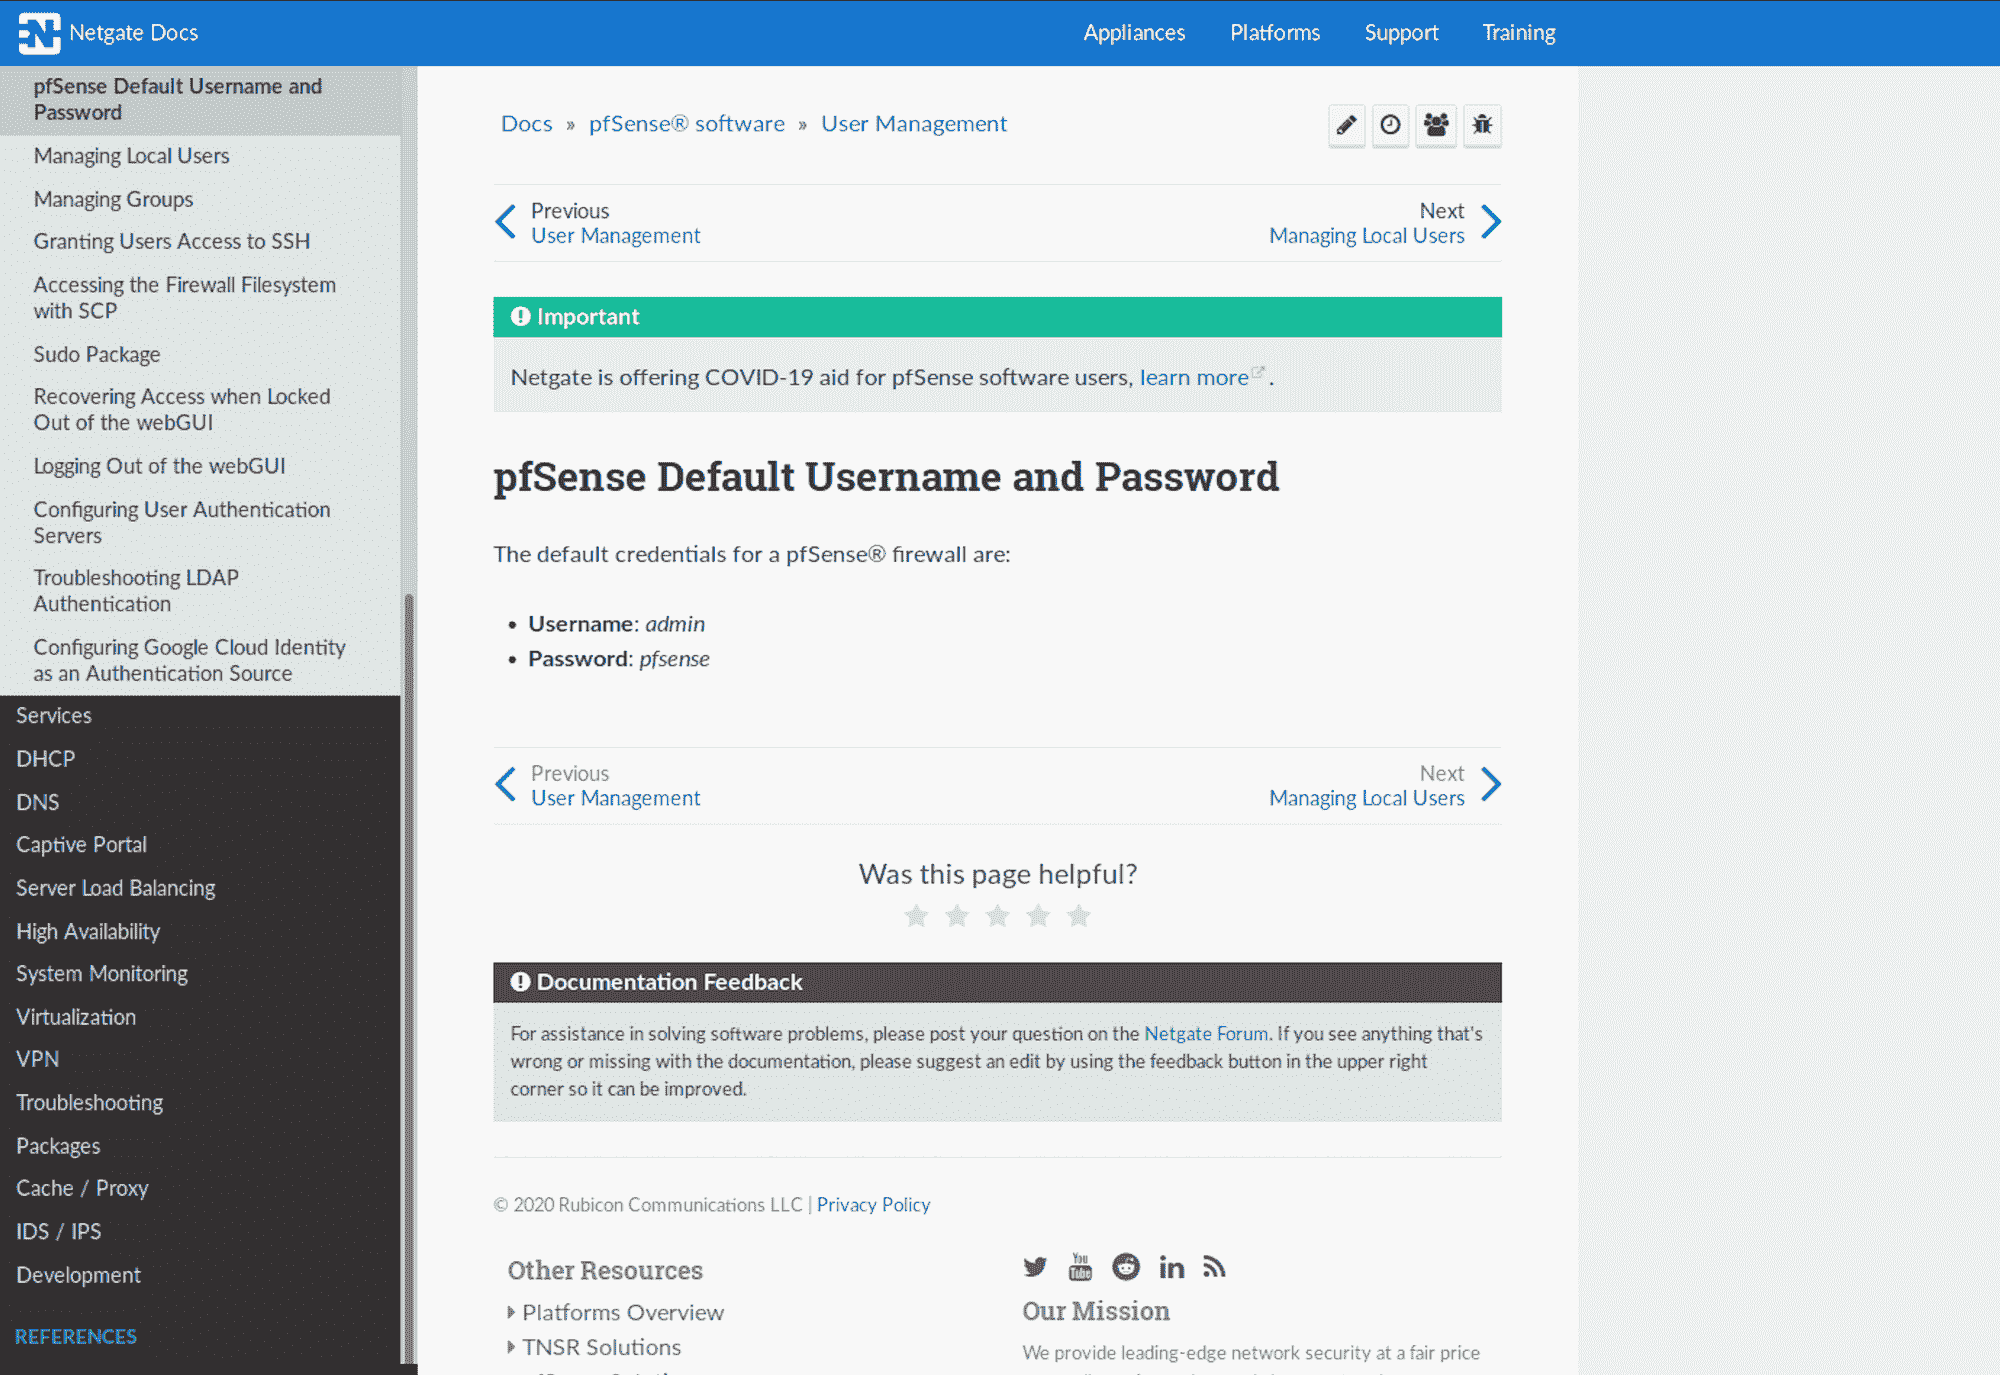 Netgate Docs
Appliances
Platforms
Support
Training
pfSense Default Username and
Password
Managing Local Users
Managing Groups
Granting Users Access to SSH
Accessing the Firewall Filesystem
with SCP
Sudo Package
Recovering Access when Locked
Out of the webGUI
Logging Out of the webGUI
Configuring User Authentication
Servers
Troubleshooting LDAP
Authentication
Configuring Google Cloud Identity
as an Authentication Source
Services
DHCP
DNS
Captive Portal
Server Load Balancing
High Availability
System Monitoring
Virtualization
VPN
Troubleshooting
Packages
Cache / Proxy
IDS / IPS
Development
REFERENCES
Docs » pfSense® software » User Management
Previous
User Management
Next
Managing Local Users
Important
Netgate is offering COVID-19 aid for pfSense software users, learn more .
pfSense Default Username and Password
The default credentials for a pfSense® firewall are:
• Username: admin
• Password: pfsense
Previous
User Management
Next
Managing Local Users
Was this page helpful?
Documentation Feedback
For assistance in solving software problems, please post your question on the Netgate Forum. If you see anything that's
wrong or missing with the documentation, please suggest an edit by using the feedback button in the upper right
corner so it can be improved.
© 2020 Rubicon Communications LLC | Privacy Policy
Other Resources
Platforms Overview
TNSR Solutions
You Tube
Our Mission
We provide leading-edge network security at a fair price